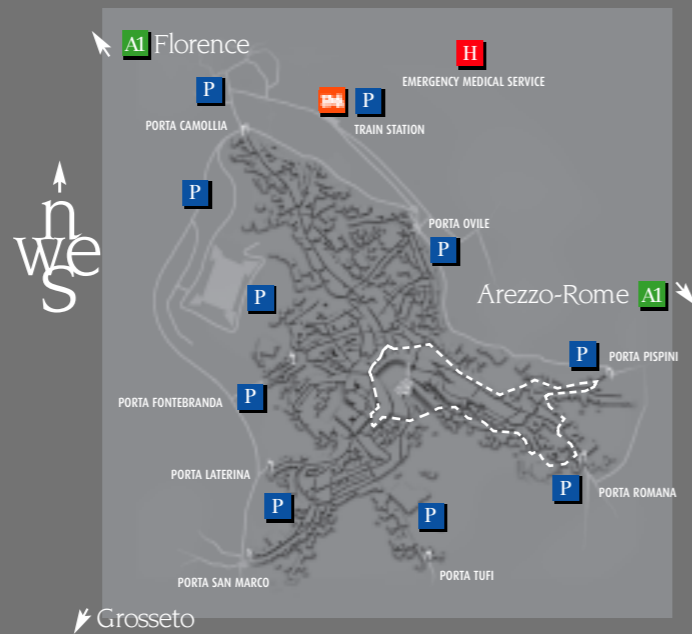 A1 Florence
H
EMERGENCY MEDICAL SERVICE
P
P
TRAIN STATION
PORTA CAMOLLIA
P
n
w e
s
PORTA OVILE
P
P
Arezzo-Rome A1
P
PORTA PISPINI
P
PORTA FONTEBRANDA
PORTA LATERINA
P
PORTA ROMANA
P
P
PORTA SAN MARCO
PORTA TUFI
Grosseto